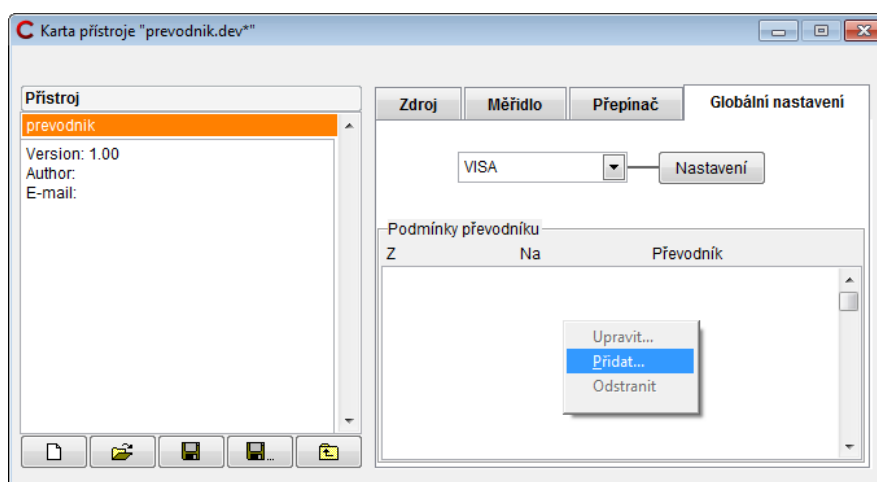 Karta přístroje "prevodnik.dev*"
Přístroj
prevodnik
Version: 1.00
Author:
E-mail:
Zdroj Měřidlo Přepínač Globální nastavení
VISA Nastavení
Podmínky převodníku
Z Na Převodník
Upravit...
Přidat...
Odstranit
...